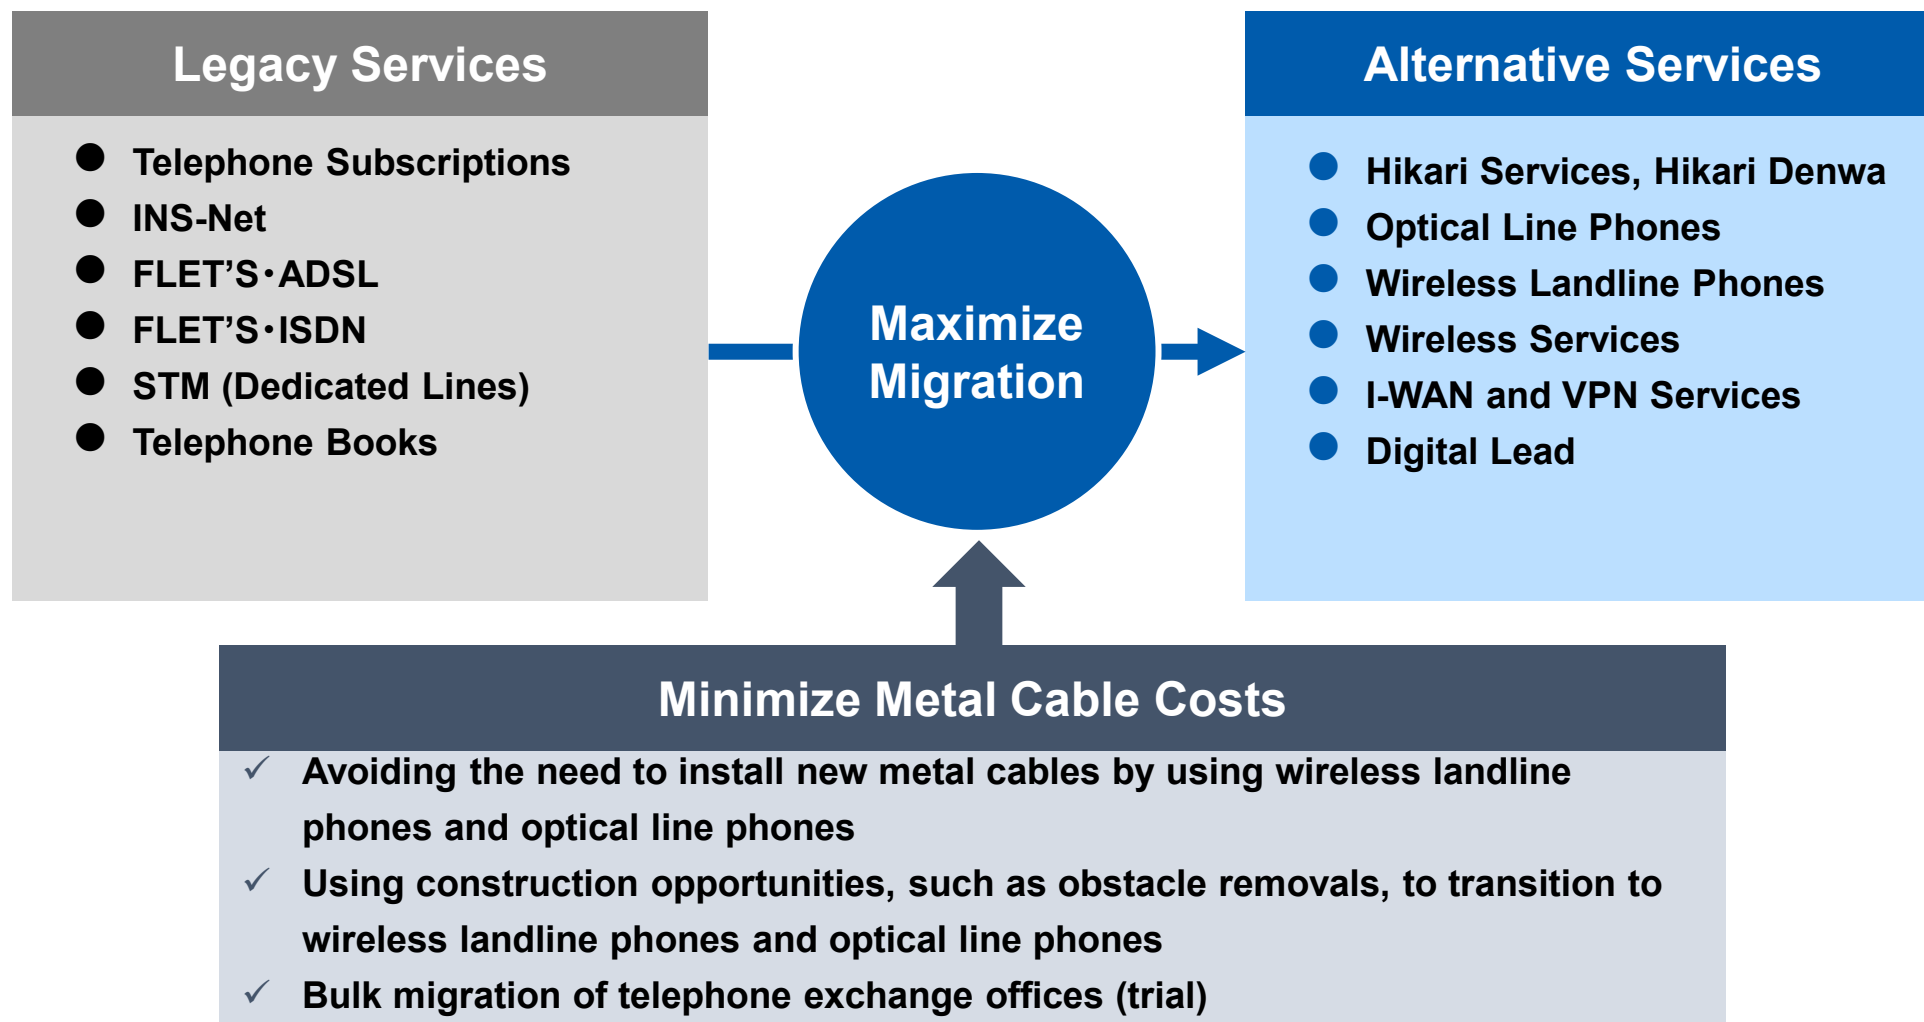 Legacy Services
● Telephone Subscriptions
● INS-Net
● FLET’S・ADSL
● FLET’S・ISDN
● STM (Dedicated Lines)
● Telephone Books
Maximize
Migration
Alternative Services
● Hikari Services, Hikari Denwa
● Optical Line Phones
● Wireless Landline Phones
● Wireless Services
● I-WAN and VPN Services
● Digital Lead
Minimize Metal Cable Costs
✓ Avoiding the need to install new metal cables by using wireless landline
phones and optical line phones
✓ Using construction opportunities, such as obstacle removals, to transition to
wireless landline phones and optical line phones
✓ Bulk migration of telephone exchange offices (trial)